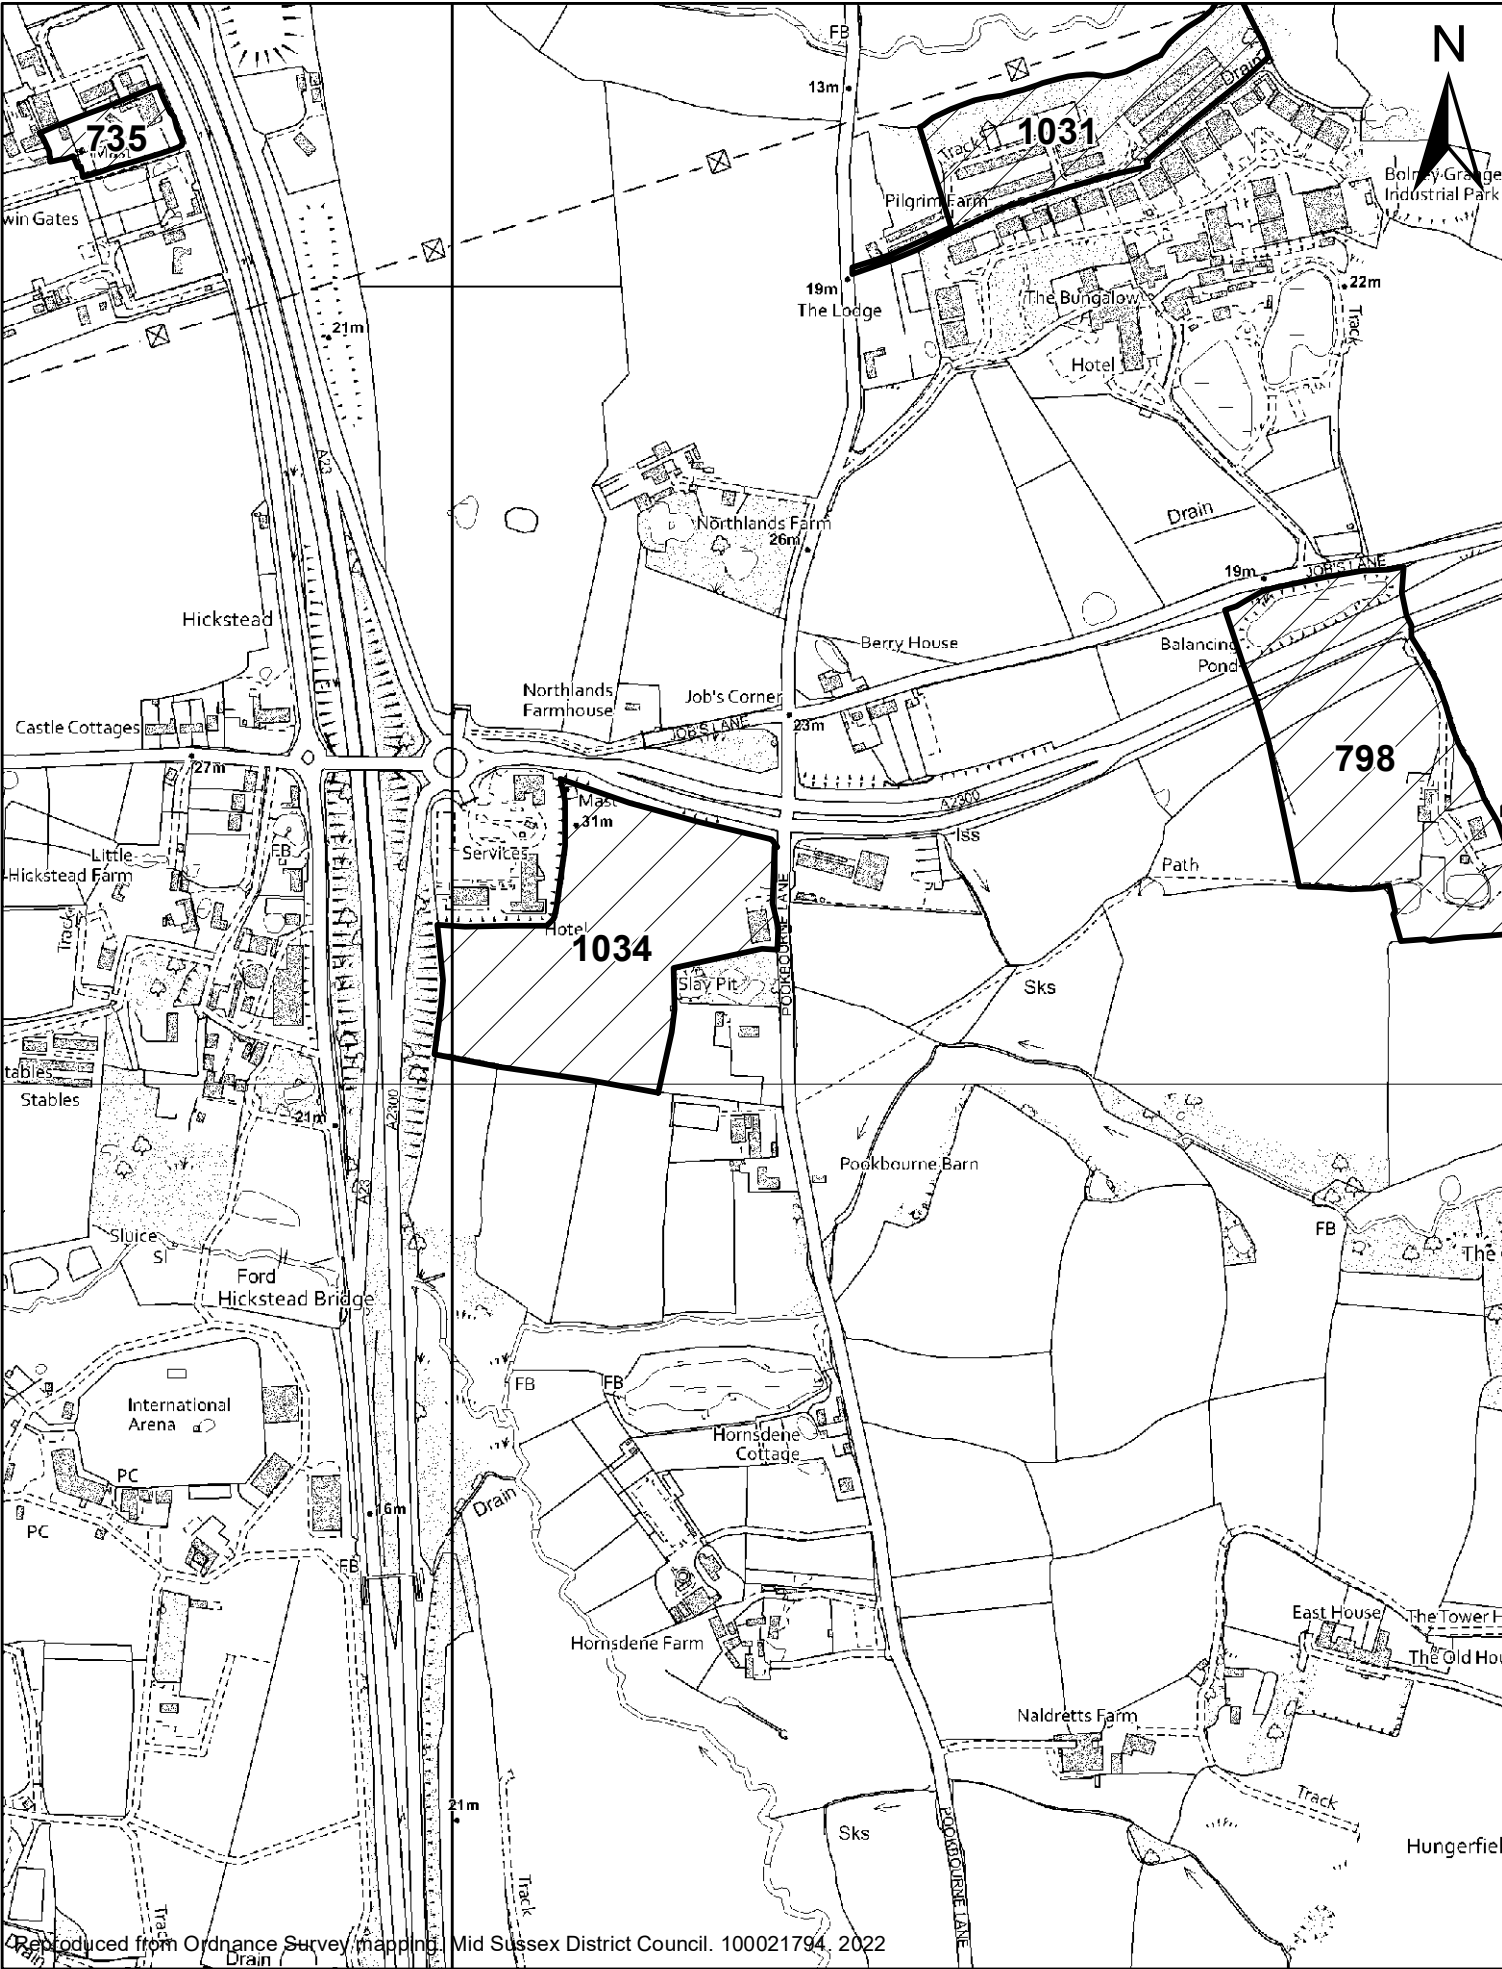 FB
N
13m
735
Mast
Drain
1031
Track
Bolney Grange
Industrial Park
Pilgrim Farm
win Gates
19m
The Lodge
The Bungalow
22m
Track
21m
Hotel
A23
Northlands Farm
26m
Drain
19m
JOB'S LANE
Hickstead
Berry House
Balancing
Pond
Northlands
Farmhouse
Job's Corner
Castle Cottages
JOB'S LANE
23m
27m
798
A2300
Mast
31m
Iss
Services
FB
Little
Hickstead Farm
Path
POOKBOURNE LANE
Track
Hotel
1034
Slay Pit
Sks
tables
Stables
A2300
21m
Pookbourne Barn
A23
FB
Sluice
Sl
The
Ford
Hickstead Bridge
International
Arena
FB
FB
Hornsdene
Cottage
PC
Drain
16m
PC
FB
East House
The Tower H
Hornsdene Farm
The Old Hou
Naldretts Farm
Track
21m
Sks
Hungerfiel
POOKBOURNE LANE
Track
Track
Drain
Reproduced from Ordnance Survey mapping. Mid Sussex District Council. 100021794. 2022
Drain